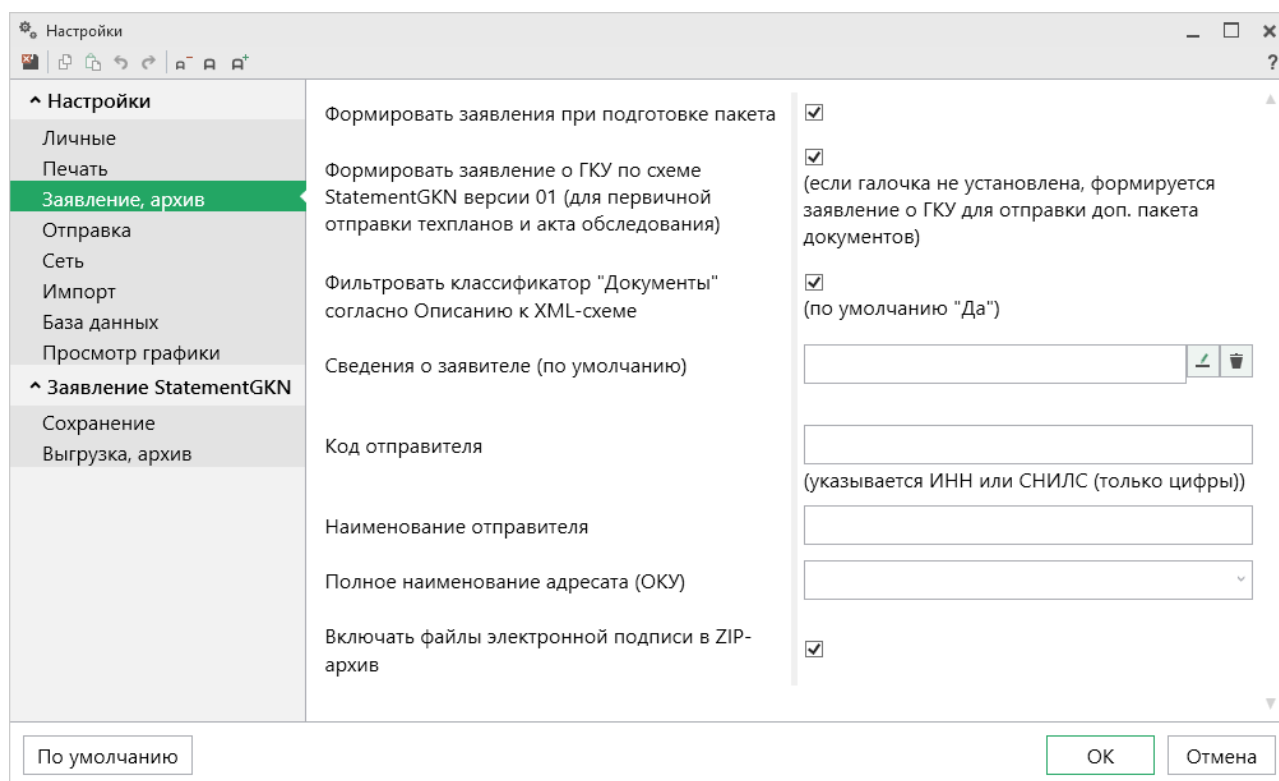 Настройки
?
Настройки
Личные
Печать
Заявление, архив
Отправка
Сеть
Импорт
База данных
Просмотр графики
Заявление StatementGKN
Сохранение
Выгрузка, архив
Формировать заявления при подготовке пакета
Формировать заявление о ГКУ по схеме
StatementGKN версии 01 (для первичной
отправки техпланов и акта обследования)
(если галочка не установлена, формируется
заявление о ГКУ для отправки доп. пакета
документов)
Фильтровать классификатор "Документы"
согласно Описанию к XML-схеме
(по умолчанию "Да")
Сведения о заявителе (по умолчанию)
Код отправителя
(указывается ИНН или СНИЛС (только цифры))
Наименование отправителя
Полное наименование адресата (ОКУ)
Включать файлы электронной подписи в ZIP-
архив
По умолчанию
ОК
Отмена